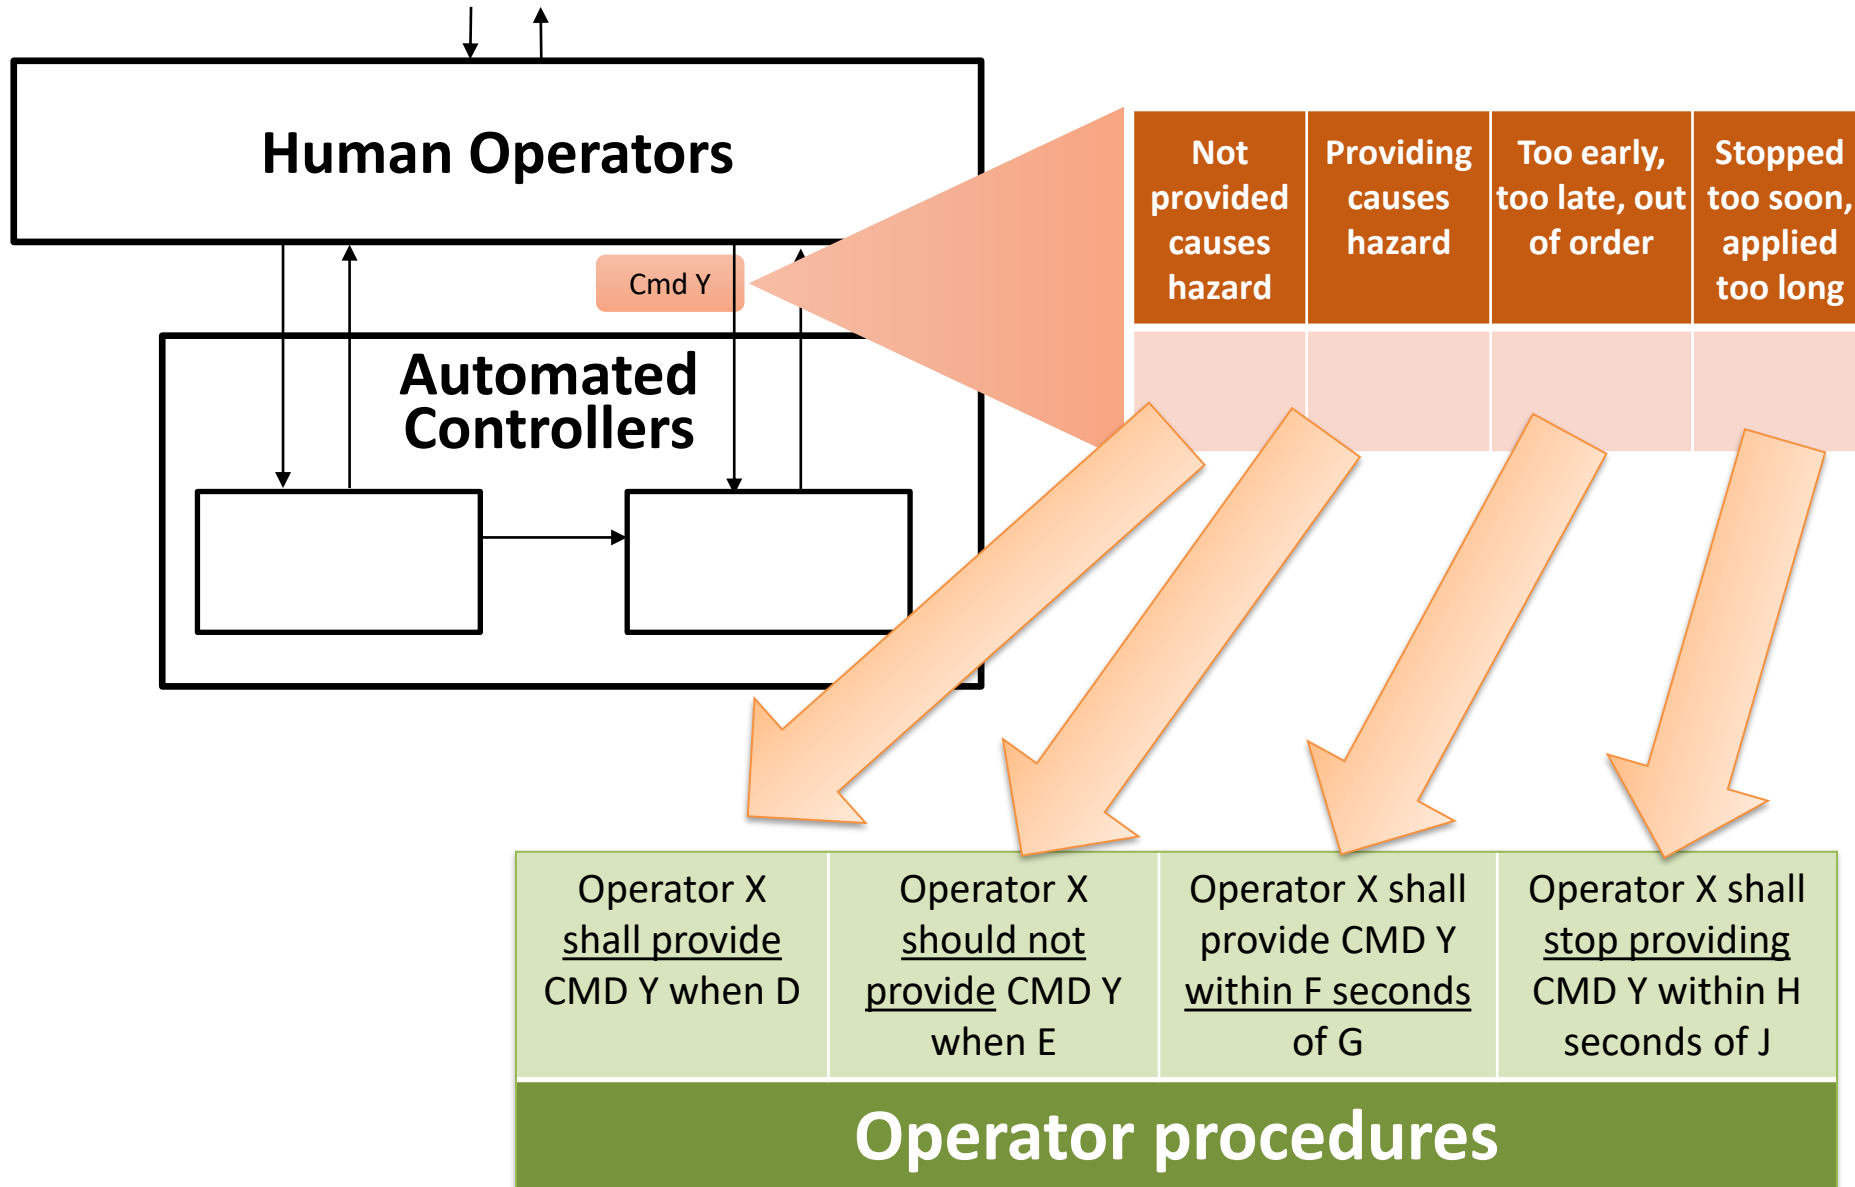 Human Operators
Cmd Y
Automated
Controllers
Not
provided
causes
hazard
Providing
causes
hazard
Too early,
too late, out
of order
Stopped
too soon,
applied
too long
Operator X
shall provide
CMD Y when D
Operator X
should not
provide CMD Y
when E
Operator X shall
provide CMD Y
within F seconds
of G
Operator X shall
stop providing
CMD Y within H
seconds of J
Operator procedures